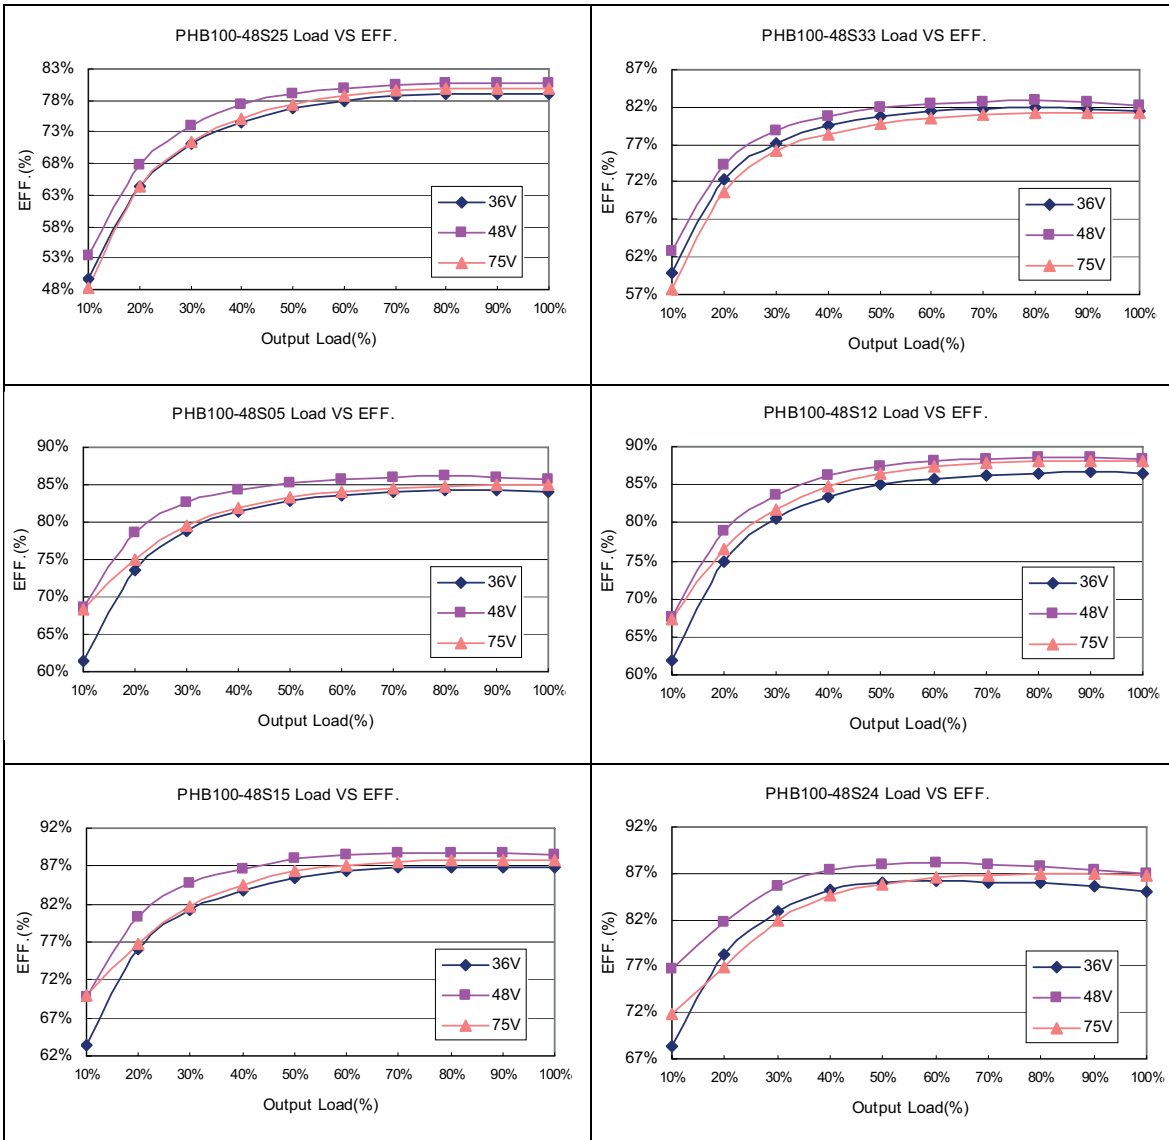 PHB100-48S25 Load VS EFF.
EFF.(%)
83%
78%
73%
68%
63%
58%
53%
48%
36V
48V
75V
10% 20% 30% 40% 50% 60% 70% 80% 90% 100%
Output Load(%)
PHB100-48S33 Load VS EFF.
EFF.(%)
87%
82%
77%
72%
67%
62%
57%
36V
48V
75V
10% 20% 30% 40% 50% 60% 70% 80% 90% 100%
Output Load(%)
PHB100-48S05 Load VS EFF.
EFF.(%)
90%
85%
80%
75%
70%
65%
60%
36V
48V
75V
10% 20% 30% 40% 50% 60% 70% 80% 90% 100%
Output Load(%)
PHB100-48S12 Load VS EFF.
EFF.(%)
90%
85%
80%
75%
70%
65%
60%
36V
48V
75V
10% 20% 30% 40% 50% 60% 70% 80% 90% 100%
Output Load(%)
PHB100-48S15 Load VS EFF.
EFF.(%)
92%
87%
82%
77%
72%
67%
62%
36V
48V
75V
10% 20% 30% 40% 50% 60% 70% 80% 90% 100%
Output Load(%)
PHB100-48S24 Load VS EFF.
EFF.(%)
92%
87%
82%
77%
72%
67%
36V
48V
75V
10% 20% 30% 40% 50% 60% 70% 80% 90% 100%
Output Load(%)